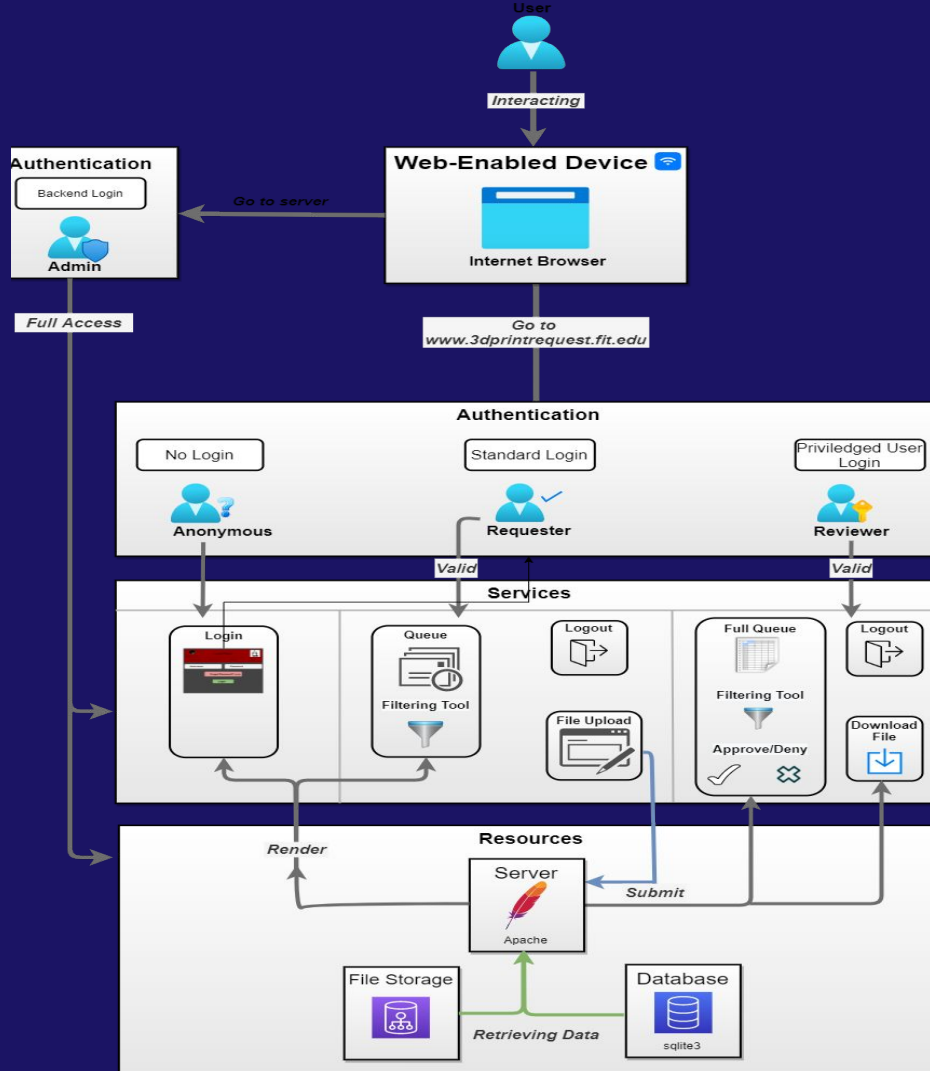 User
Interacting
Authentication
Backend Login
Admin
Go to server
Web-Enabled Device
Internet Browser
Full Access
Go to
www.3dprintrequest.fit.edu
Authentication
No Login
Anonymous
Standard Login
Requester
Priviledged User
Login
Reviewer
Valid
Valid
Services
Login
Queue
Filtering Tool
Logout
File Upload
Full Queue
Filtering Tool
Approve/Deny
Logout
Download
File
Resources
Render
Server
Apache
Submit
File Storage
Retrieving Data
Database
sqlite3